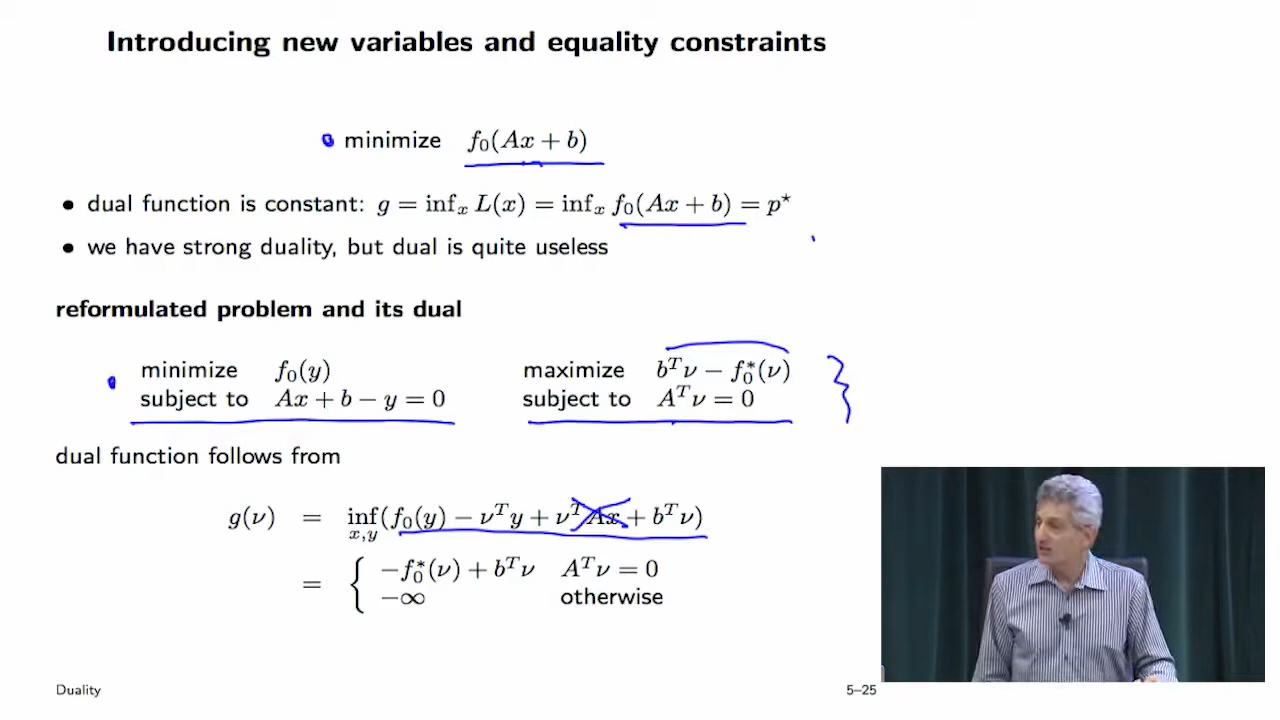 Introducing new variables and equality constraints
minimize f₀(Ax + b)
• dual function is constant: g = inf_x L(x) = inf_x f₀(Ax + b) = p⋆
• we have strong duality, but dual is quite useless
reformulated problem and its dual
minimize f₀(y) maximize bᵀν − f₀*(ν)
subject to Ax + b − y = 0 subject to Aᵀν = 0
dual function follows from
g(ν) = inf_{x,y}(f₀(y) − νᵀy + νᵀAx + bᵀν)
= { −f₀*(ν) + bᵀν Aᵀν = 0
−∞ otherwise
Duality 5–25